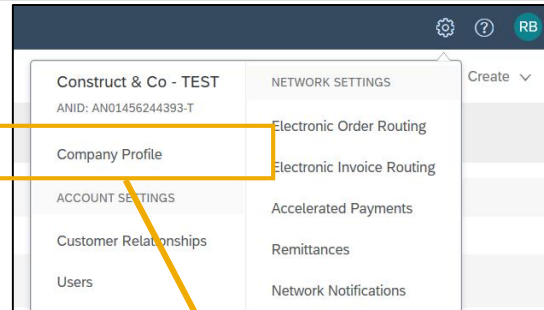 RB
Create
Construct & Co - TEST
ANID: AN01456244393-T
Company Profile
ACCOUNT SETTINGS
Customer Relationships
Users
NETWORK SETTINGS
Electronic Order Routing
Electronic Invoice Routing
Accelerated Payments
Remittances
Network Notifications